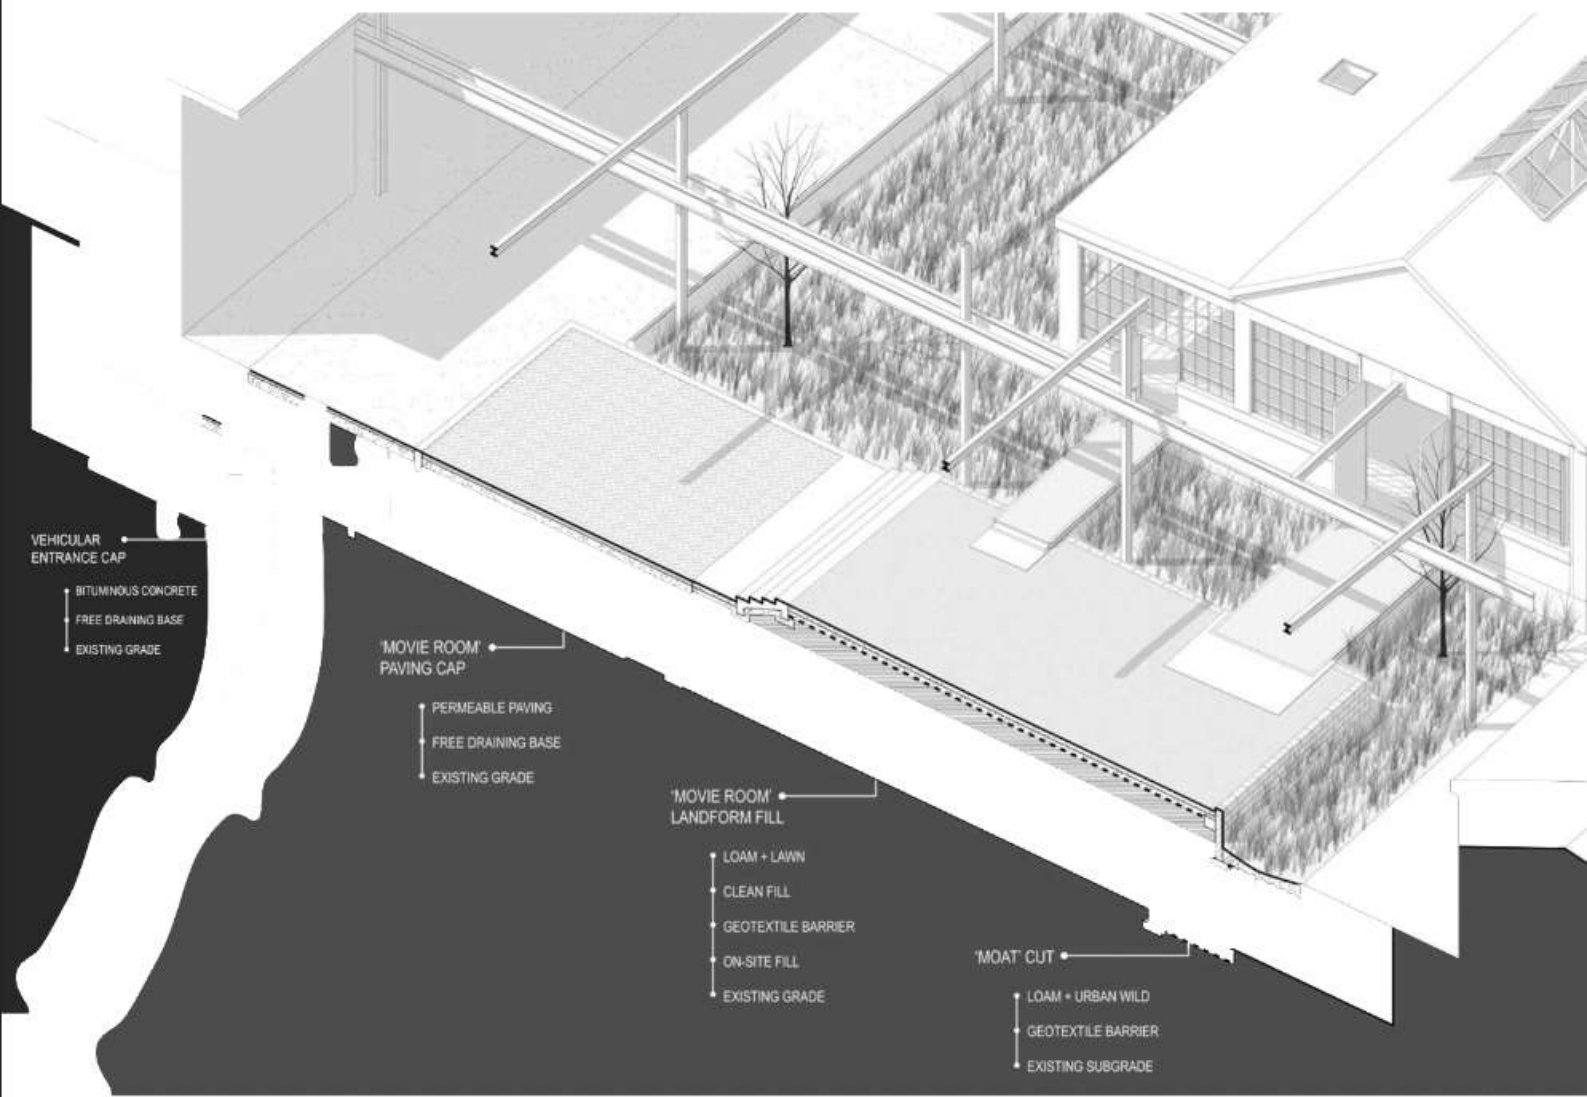 VEHICULAR
ENTRANCE CAP
BITUMINOUS CONCRETE
FREE DRAINING BASE
EXISTING GRADE
'MOVIE ROOM'
PAVING CAP
PERMEABLE PAVING
FREE DRAINING BASE
EXISTING GRADE
'MOVIE ROOM'
LANDFORM FILL
LOAM + LAWN
CLEAN FILL
GEOTEXTILE BARRIER
ON-SITE FILL
EXISTING GRADE
'MOAT' CUT
LOAM + URBAN WILD
GEOTEXTILE BARRIER
EXISTING SUBGRADE